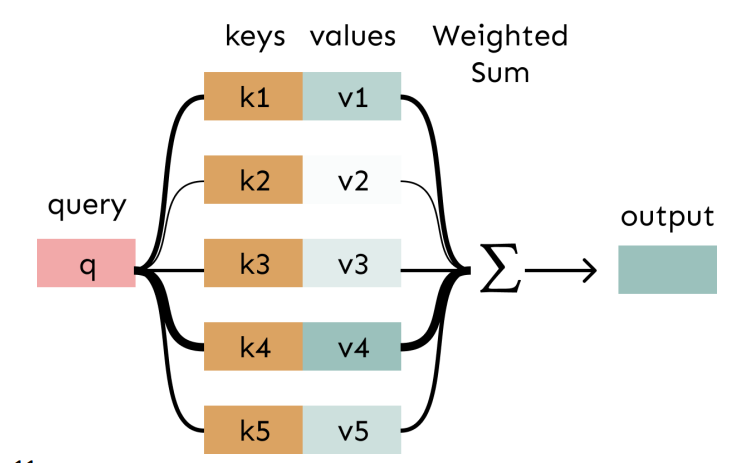 keys values Weighted
Sum
k1 v1
k2 v2
query
output
q k3 v3 Σ
k4 v4
k5 v5